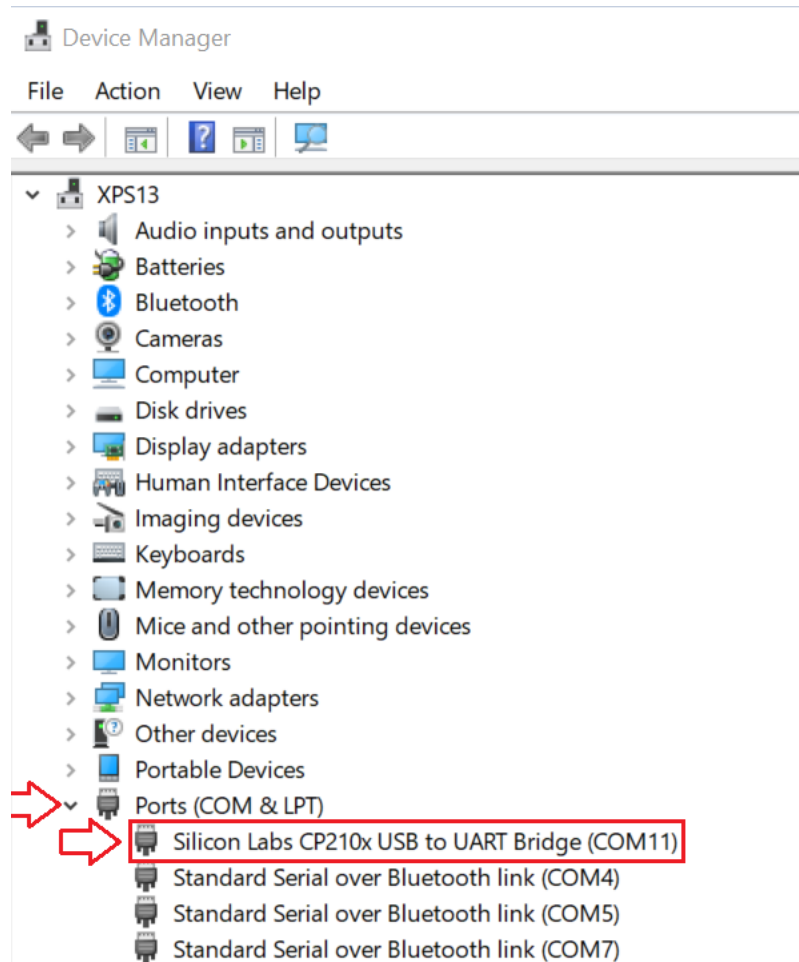 Device Manager
File Action View Help
XPS13
Audio inputs and outputs
Batteries
Bluetooth
Cameras
Computer
Disk drives
Display adapters
Human Interface Devices
Imaging devices
Keyboards
Memory technology devices
Mice and other pointing devices
Monitors
Network adapters
Other devices
Portable Devices
Ports (COM & LPT)
Silicon Labs CP210x USB to UART Bridge (COM11)
Standard Serial over Bluetooth link (COM4)
Standard Serial over Bluetooth link (COM5)
Standard Serial over Bluetooth link (COM7)